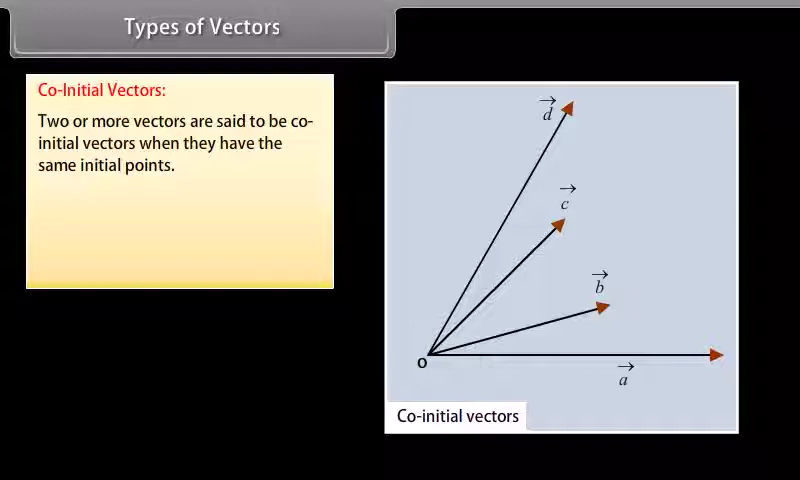 Types of Vectors
Co-Initial Vectors:
Two or more vectors are said to be co-
initial vectors when they have the
same initial points.
d
c
b
O
a
Co-initial vectors